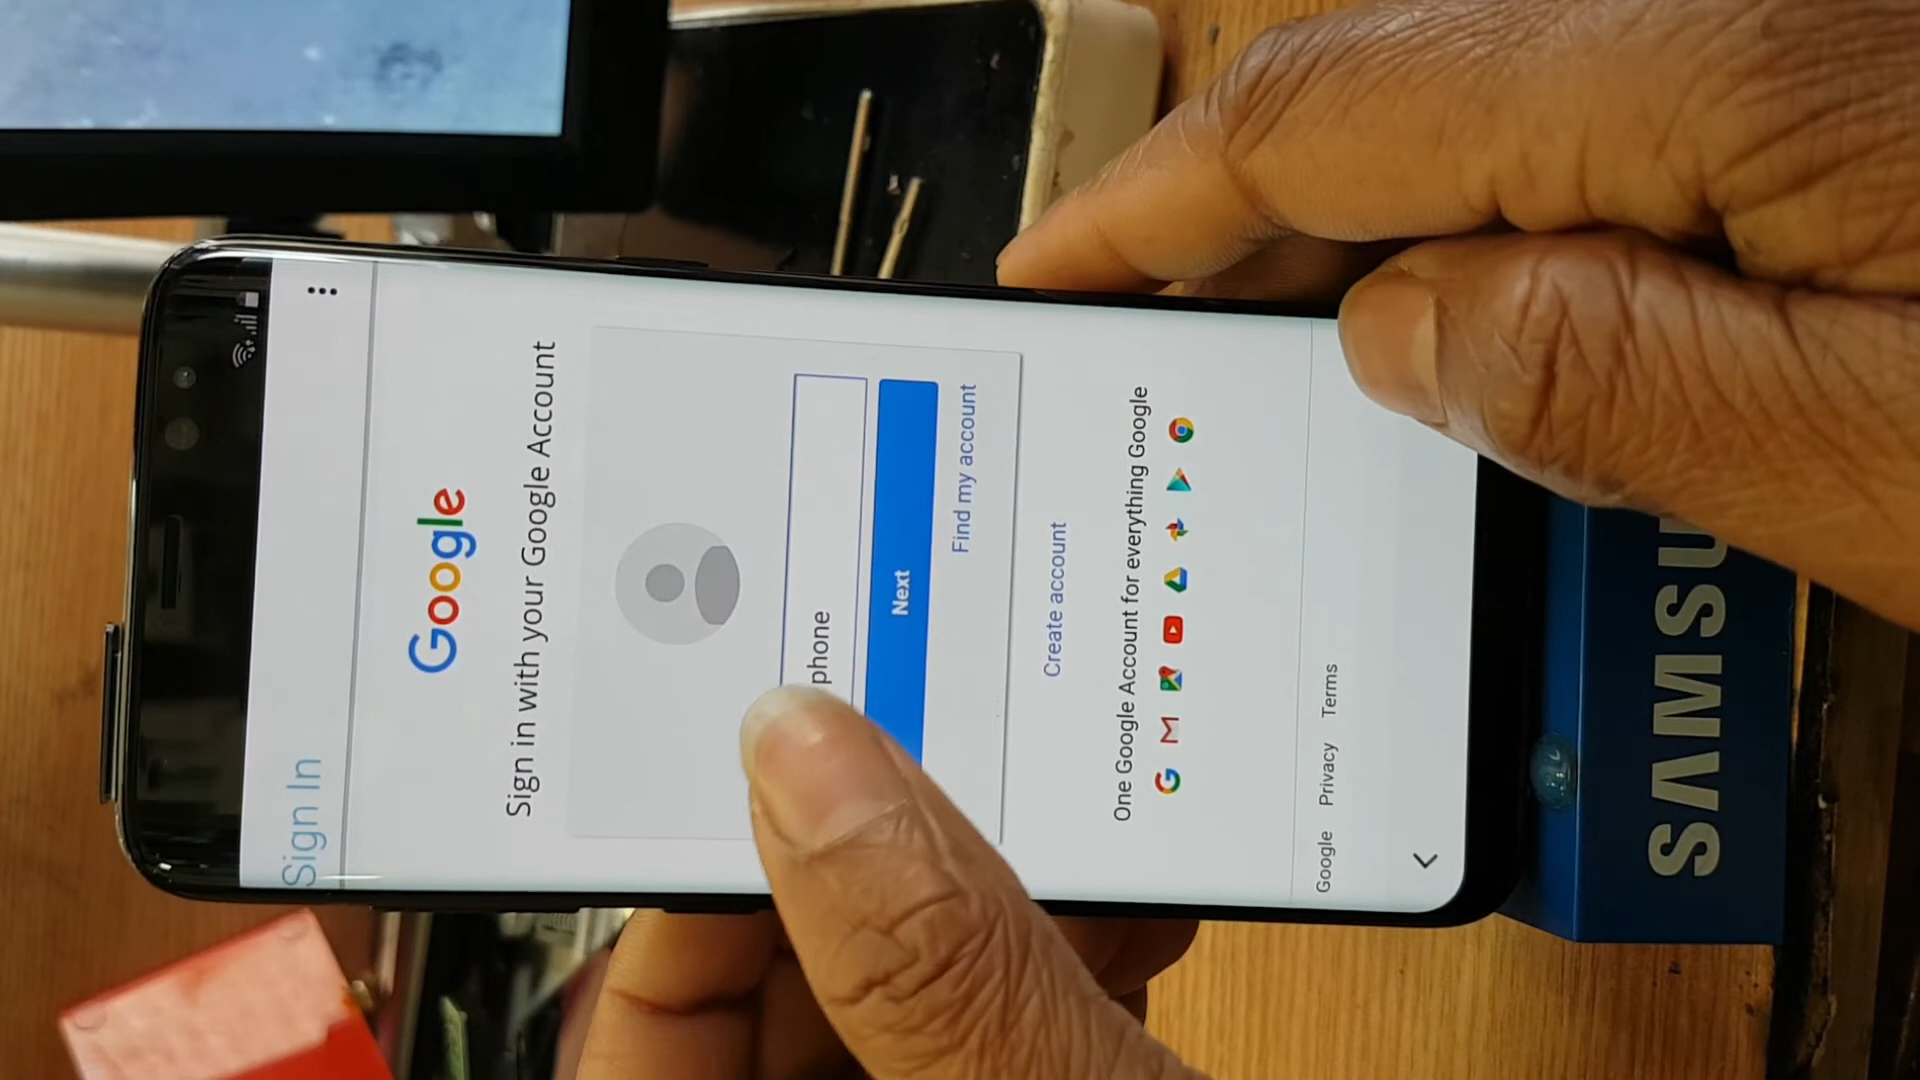 Sign In
Google
Sign in with your Google Account
phone
Next
Find my account
Create account
One Google Account for everything Google
Google Privacy Terms